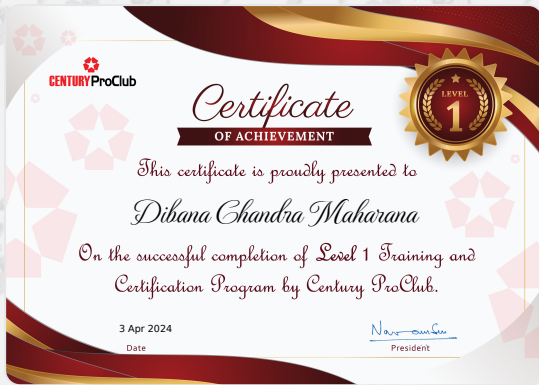 CENTURY ProClub
LEVEL
1
Certificate
OF ACHIEVEMENT
This certificate is proudly presented to
Dibana Chandra Maharana
On the successful completion of Level 1 Training and
Certification Program by Century ProClub.
3 Apr 2024
Date
President